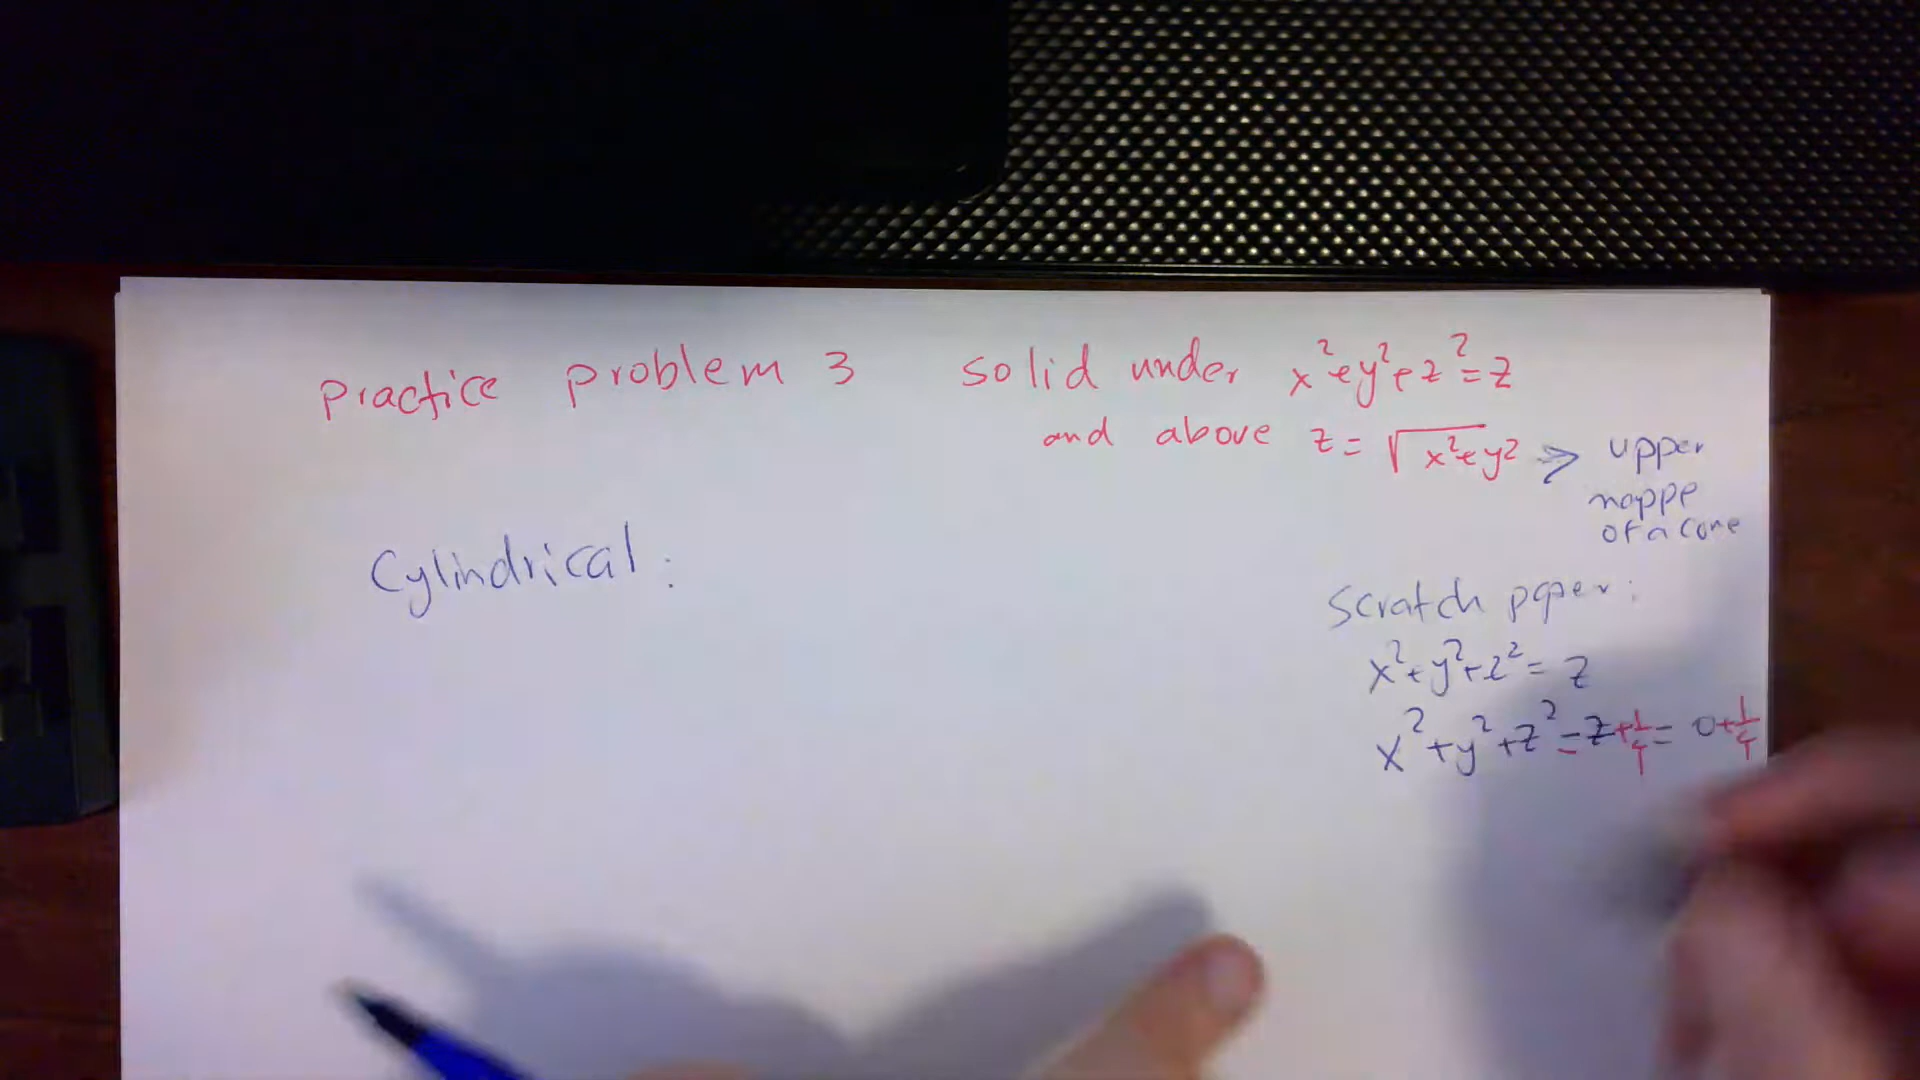 Practice problem 3 solid under x²+y²+z²=z
and above z=√x²+y² ⇒ upper
nappe
of a cone
Cylindrical:
Scratch paper:
x²+y²+z²=z
x²+y²+z²-z+1/4=0+1/4